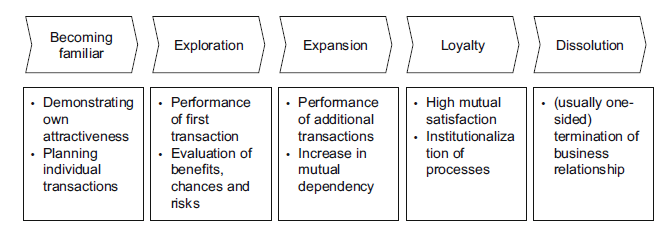 Becoming
familiar
Exploration
Expansion
Loyalty
Dissolution
• Demonstrating
own
attractiveness
• Planning
individual
transactions
• Performance
of first
transaction
• Evaluation of
benefits,
chances and
risks
• Performance
of additional
transactions
• Increase in
mutual
dependency
• High mutual
satisfaction
• Institutionaliza
tion of
processes
• (usually one-
sided)
termination of
business
relationship